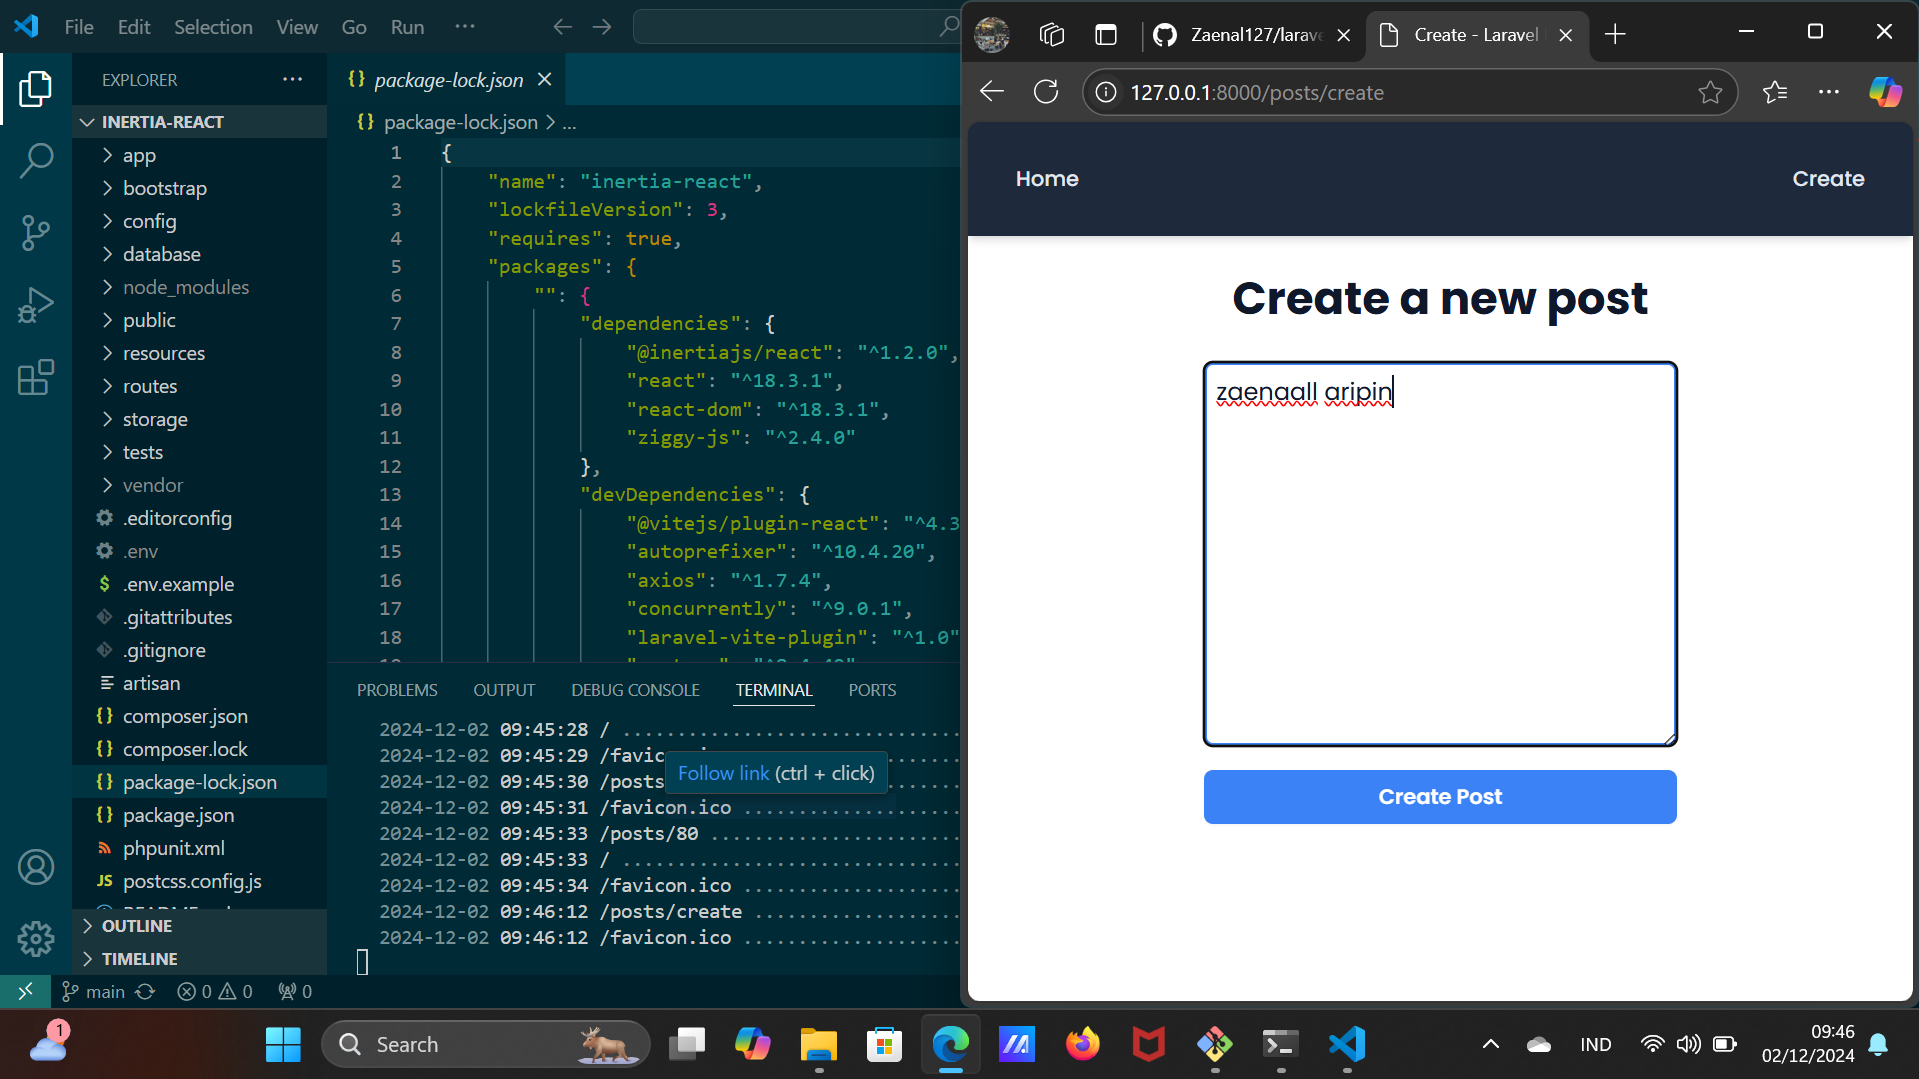 File Edit Selection View Go Run ...
EXPLORER
INERTIA-REACT
app
bootstrap
config
database
node_modules
public
resources
routes
storage
tests
vendor
.editorconfig
.env
.env.example
.gitattributes
.gitignore
artisan
composer.json
composer.lock
package-lock.json
package.json
phpunit.xml
JS postcss.config.js
OUTLINE
TIMELINE
{} package-lock.json
{} package-lock.json > ...
1 {
2 "name": "inertia-react",
3 "lockfileVersion": 3,
4 "requires": true,
5 "packages": {
6 "": {
7 "dependencies": {
8 "@inertiajs/react": "^1.2.0",
9 "react": "^18.3.1",
10 "react-dom": "^18.3.1",
11 "ziggy-js": "^2.4.0"
12 },
13 "devDependencies": {
14 "@vitejs/plugin-react": "^4.3
15 "autoprefixer": "^10.4.20",
16 "axios": "^1.7.4",
17 "concurrently": "^9.0.1",
18 "laravel-vite-plugin": "^1.0"
PROBLEMS OUTPUT DEBUG CONSOLE TERMINAL PORTS
2024-12-02 09:45:28 / ..............................
2024-12-02 09:45:29 /favic
2024-12-02 09:45:30 /posts
Follow link (ctrl + click)
2024-12-02 09:45:31 /favicon.ico ....................
2024-12-02 09:45:33 /posts/80 ......................
2024-12-02 09:45:33 / ..............................
2024-12-02 09:45:34 /favicon.ico ....................
2024-12-02 09:46:12 /posts/create ...................
2024-12-02 09:46:12 /favicon.ico ....................
main 0 0 0
Zaenal127/larave
Create - Laravel
127.0.0.1:8000/posts/create
Home Create
Create a new post
zaenaall aripin
Create Post
1
Search
IND
09:46
02/12/2024